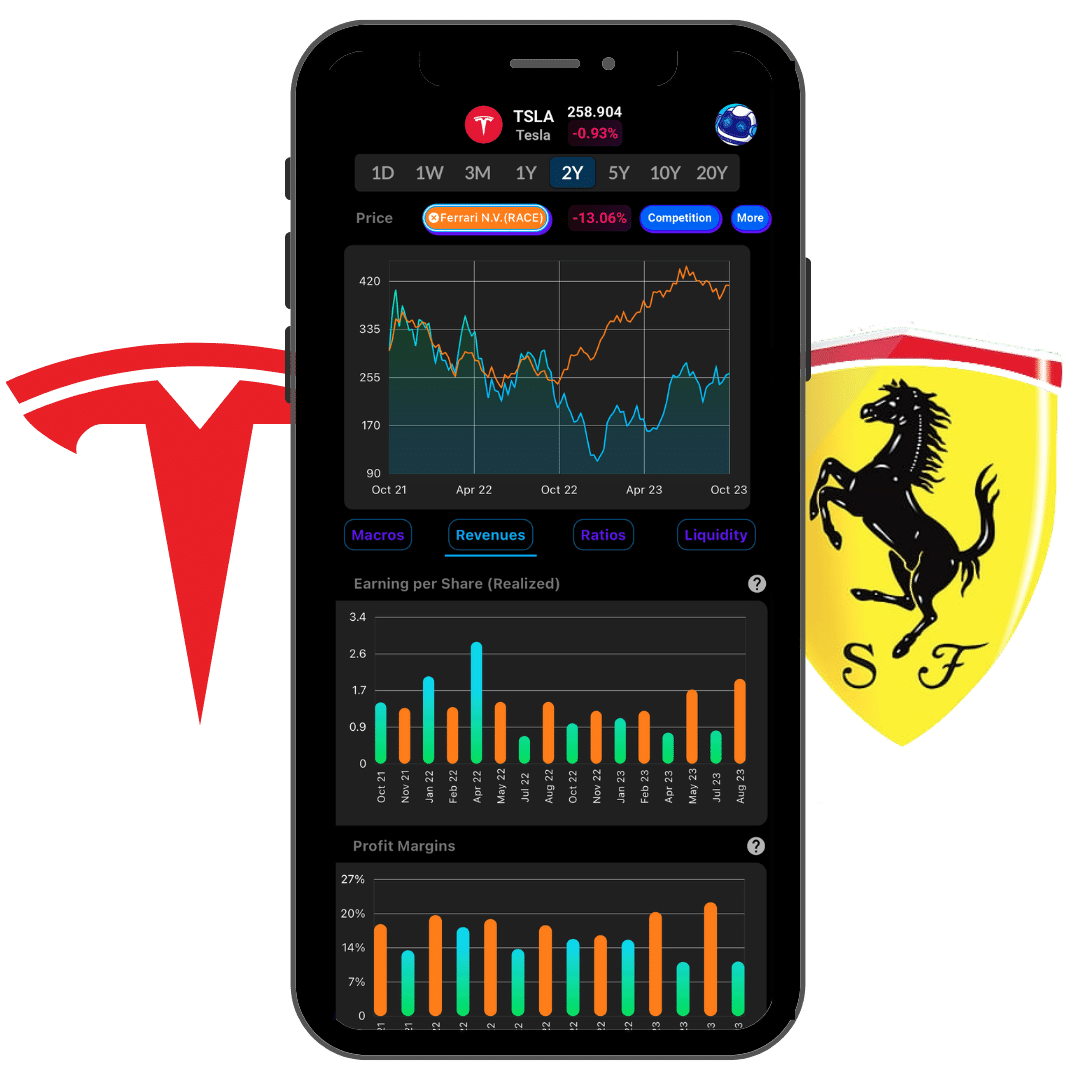 TSLA 258.904
Tesla -0.93%
1D 1W 3M 1Y 2Y 5Y 10Y 20Y
Price Ferrari N.V.(RACE) -13.06% Competition More
420
335
255
170
90
Oct 21 Apr 22 Oct 22 Apr 23 Oct 23
Macros Revenues Ratios Liquidity
Earning per Share (Realized) ?
3.4
2.6
1.7
0.9
0
Oct 21 Nov 21 Jan 22 Feb 22 Apr 22 May 22 Jul 22 Aug 22 Oct 22 Nov 22 Jan 23 Feb 23 Apr 23 May 23 Jul 23 Aug 23
Profit Margins ?
27%
20%
14%
7%
0
S F